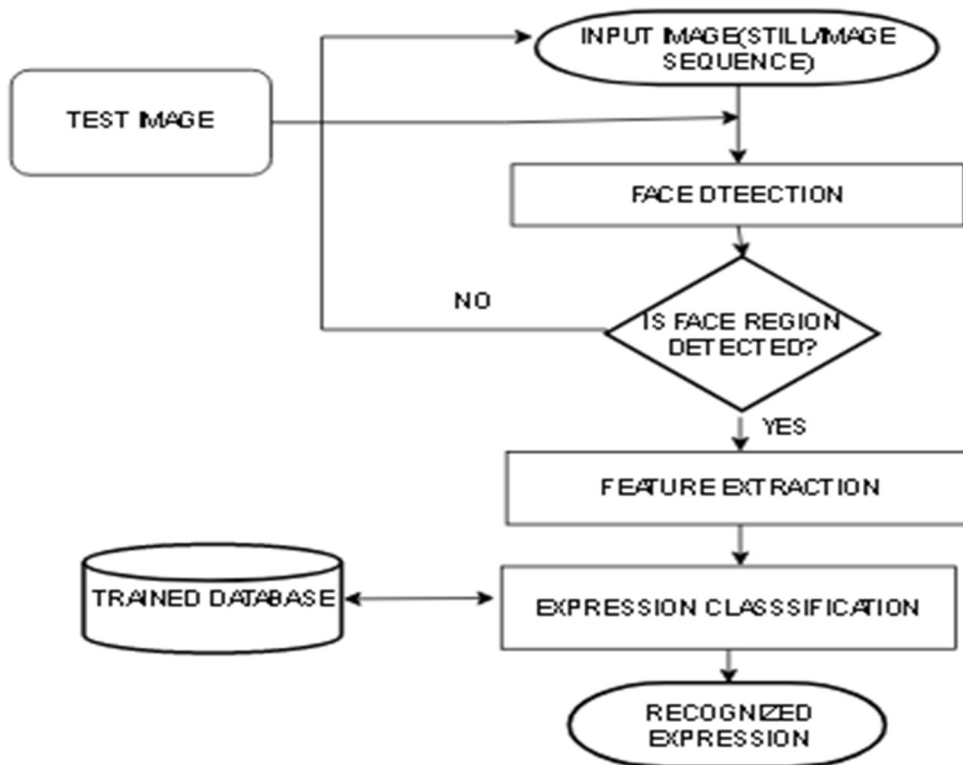 INPUT IMAGE(STILL/IMAGE
SEQUENCE)
TEST IMAGE
FACE DTEECTION
NO
IS FACE REGION
DETECTED?
YES
FEATURE EXTRACTION
TRAINED DATABASE
EXPRESSION CLASSSIFICATION
RECOGNIZED
EXPRESSION